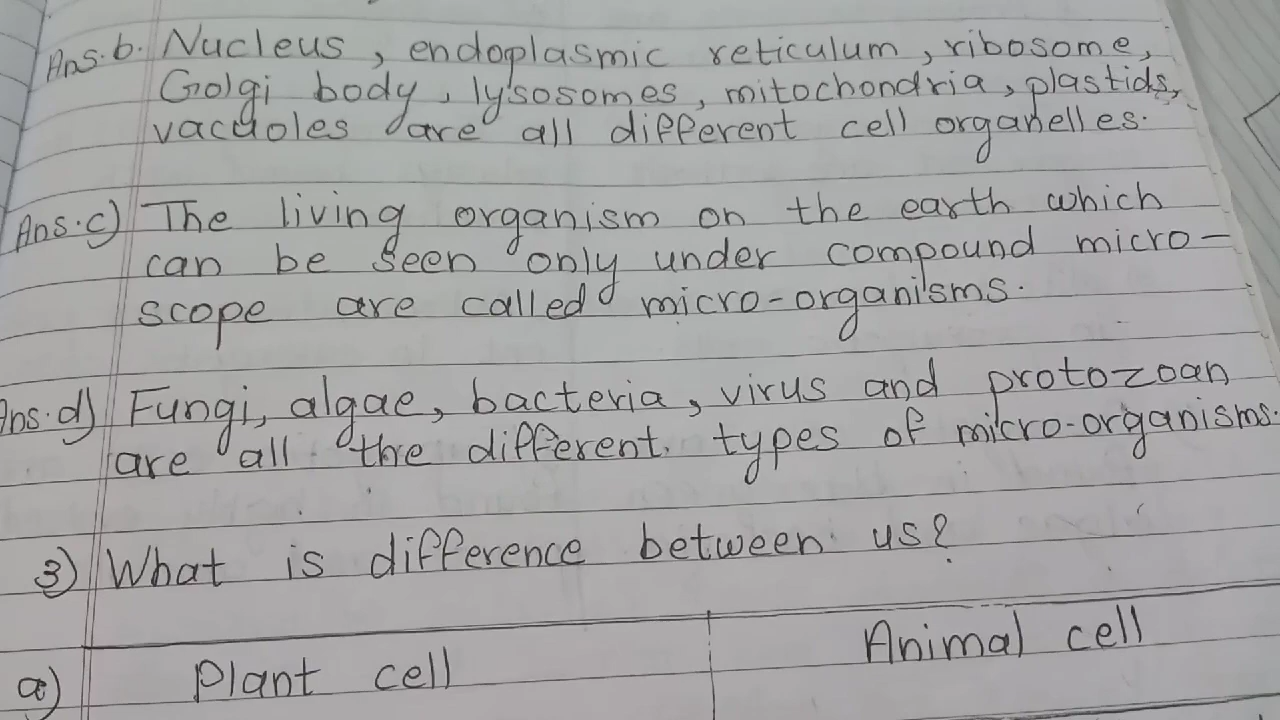 Ans.b. Nucleus, endoplasmic reticulum, ribosome,
Golgi body, lysosomes, mitochondria, plastids,
vacuoles are all different cell organelles.
Ans.c) The living organism on the earth which
can be seen only under compound micro-
scope are called micro-organisms.
Ans.d) Fungi, algae, bacteria, virus and protozoan
are all the different types of micro-organisms.
3) What is difference between us?
a) Plant cell Animal cell